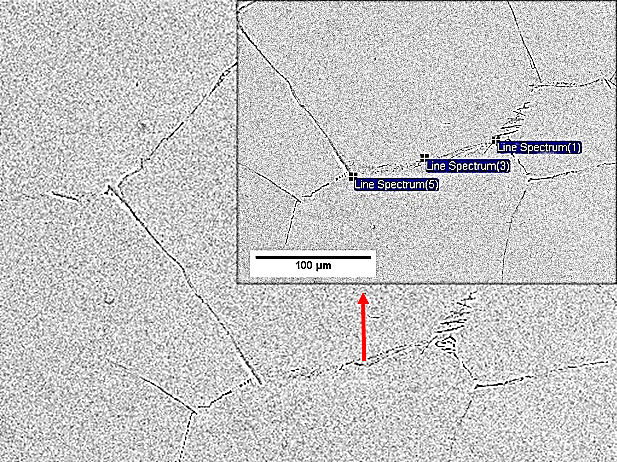 Line Spectrum(1)
Line Spectrum(3)
Line Spectrum(5)
100 µm